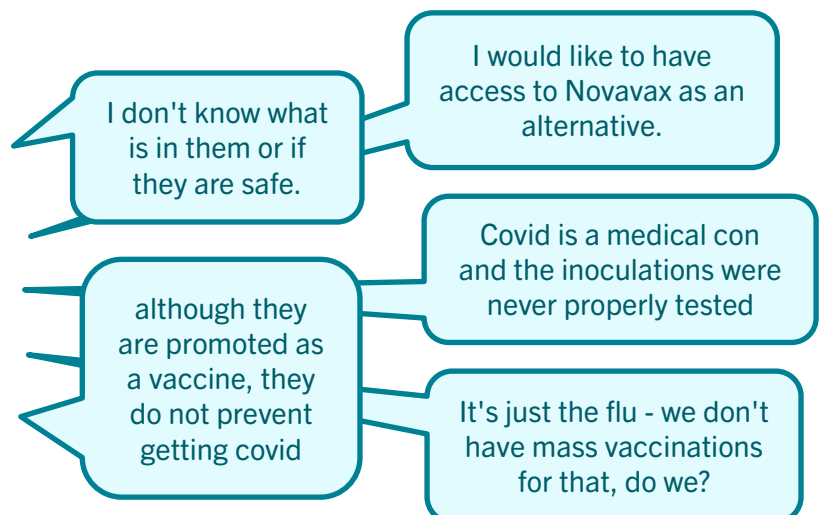 I would like to have
access to Novavax as an
alternative.
I don't know what
is in them or if
they are safe.
Covid is a medical con
and the inoculations were
never properly tested
although they
are promoted as
a vaccine, they
do not prevent
getting covid
It's just the flu - we don't
have mass vaccinations
for that, do we?